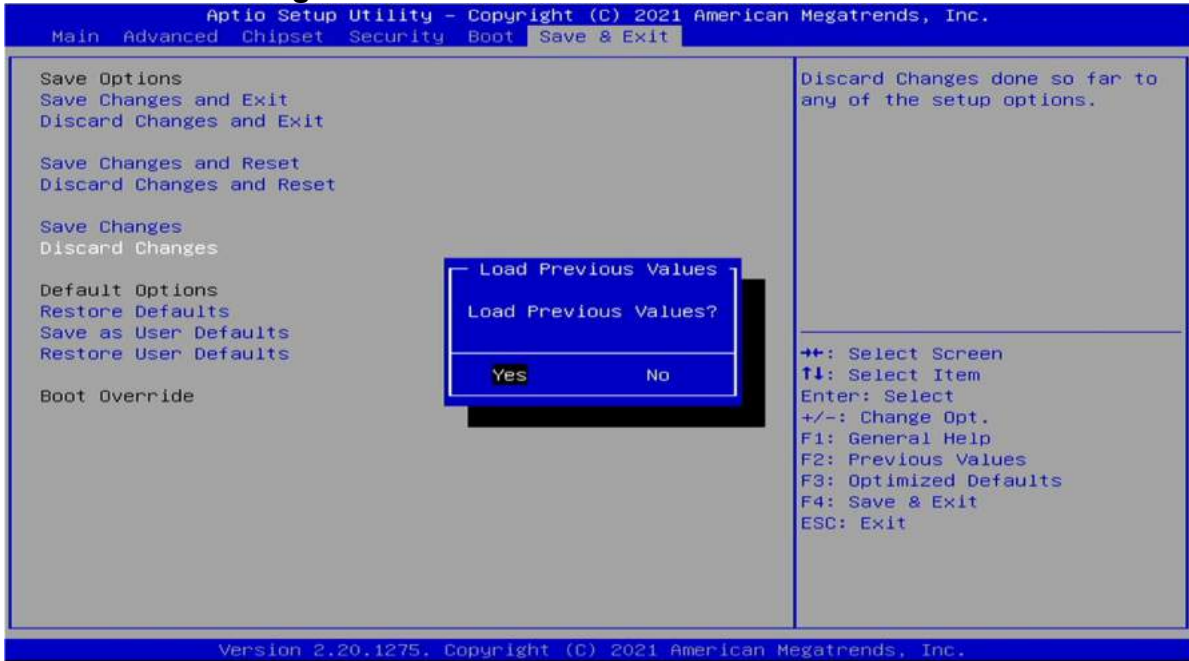 Aptio Setup Utility – Copyright (C) 2021 American Megatrends, Inc.
Main Advanced Chipset Security Boot Save & Exit
Save Options
Save Changes and Exit
Discard Changes and Exit
Save Changes and Reset
Discard Changes and Reset
Save Changes
Discard Changes
Default Options
Restore Defaults
Save as User Defaults
Restore User Defaults
Boot Override
Load Previous Values
Load Previous Values?
Yes No
Discard Changes done so far to
any of the setup options.
→←: Select Screen
↑↓: Select Item
Enter: Select
+/-: Change Opt.
F1: General Help
F2: Previous Values
F3: Optimized Defaults
F4: Save & Exit
ESC: Exit
Version 2.20.1275. Copyright (C) 2021 American Megatrends, Inc.